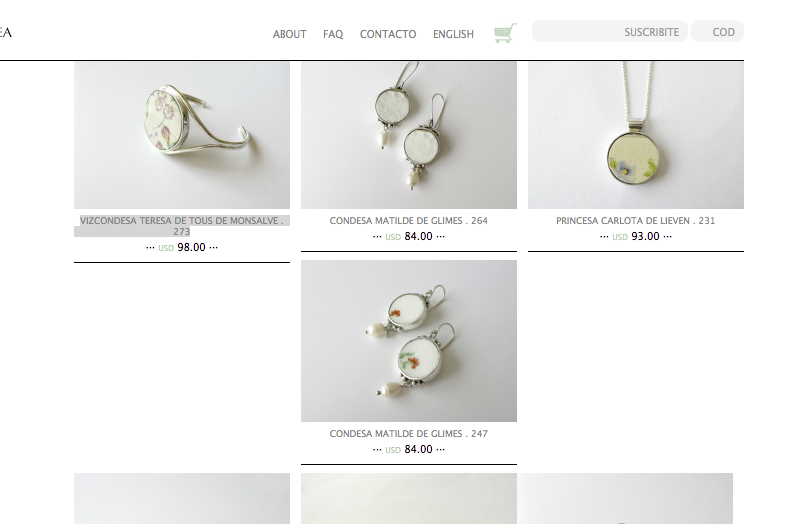 EA
ABOUT FAQ CONTACTO ENGLISH SUSCRIBITE COD
VIZCONDESA TERESA DE TOUS DE MONSALVE .
273
··· USD 98.00 ···
CONDESA MATILDE DE GLIMES . 264
··· USD 84.00 ···
PRINCESA CARLOTA DE LIEVEN . 231
··· USD 93.00 ···
CONDESA MATILDE DE GLIMES . 247
··· USD 84.00 ···